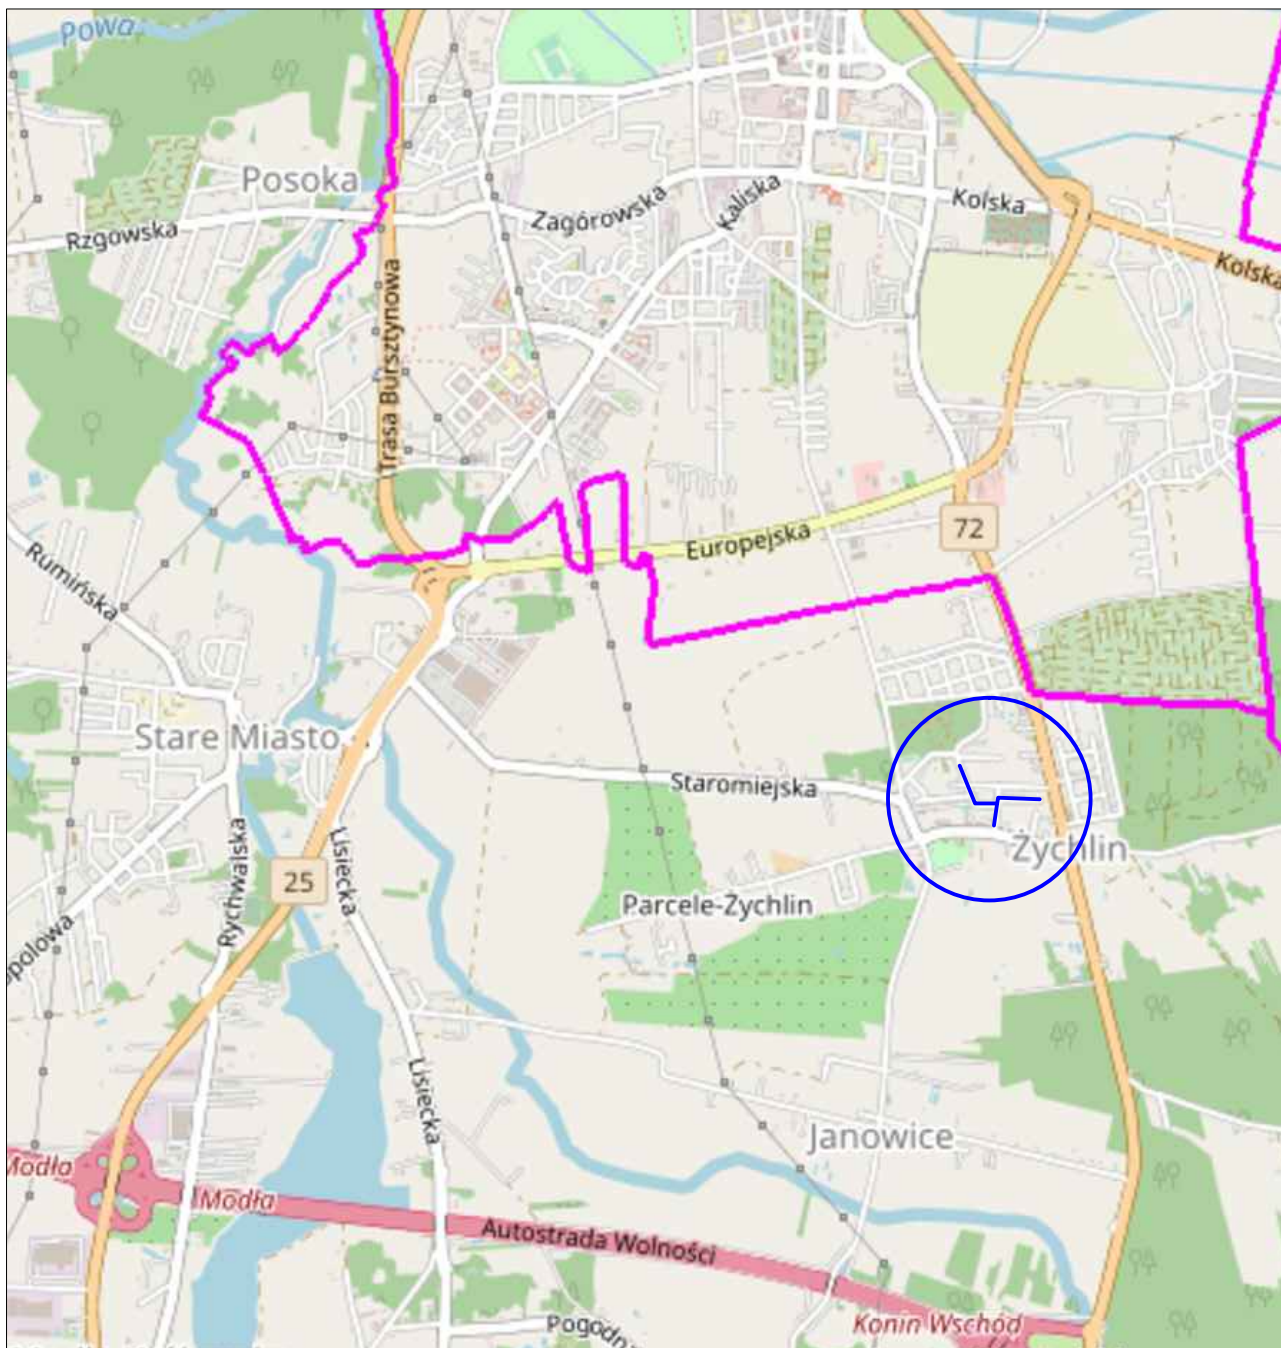 Powa
Posoka
Rzgowska
Zagórowska
Kaliska
Kolska
Kolska
Trasa Bursztynowa
Europejska
72
Rumińska
Stare Miasto
Staromiejska
Żychlin
Lisiecka
Rychwalska
25
Parcele-Żychlin
opolowa
Lisiecka
Janowice
Modła
Modła
Autostrada Wolności
Konin Wschód
Pogodn